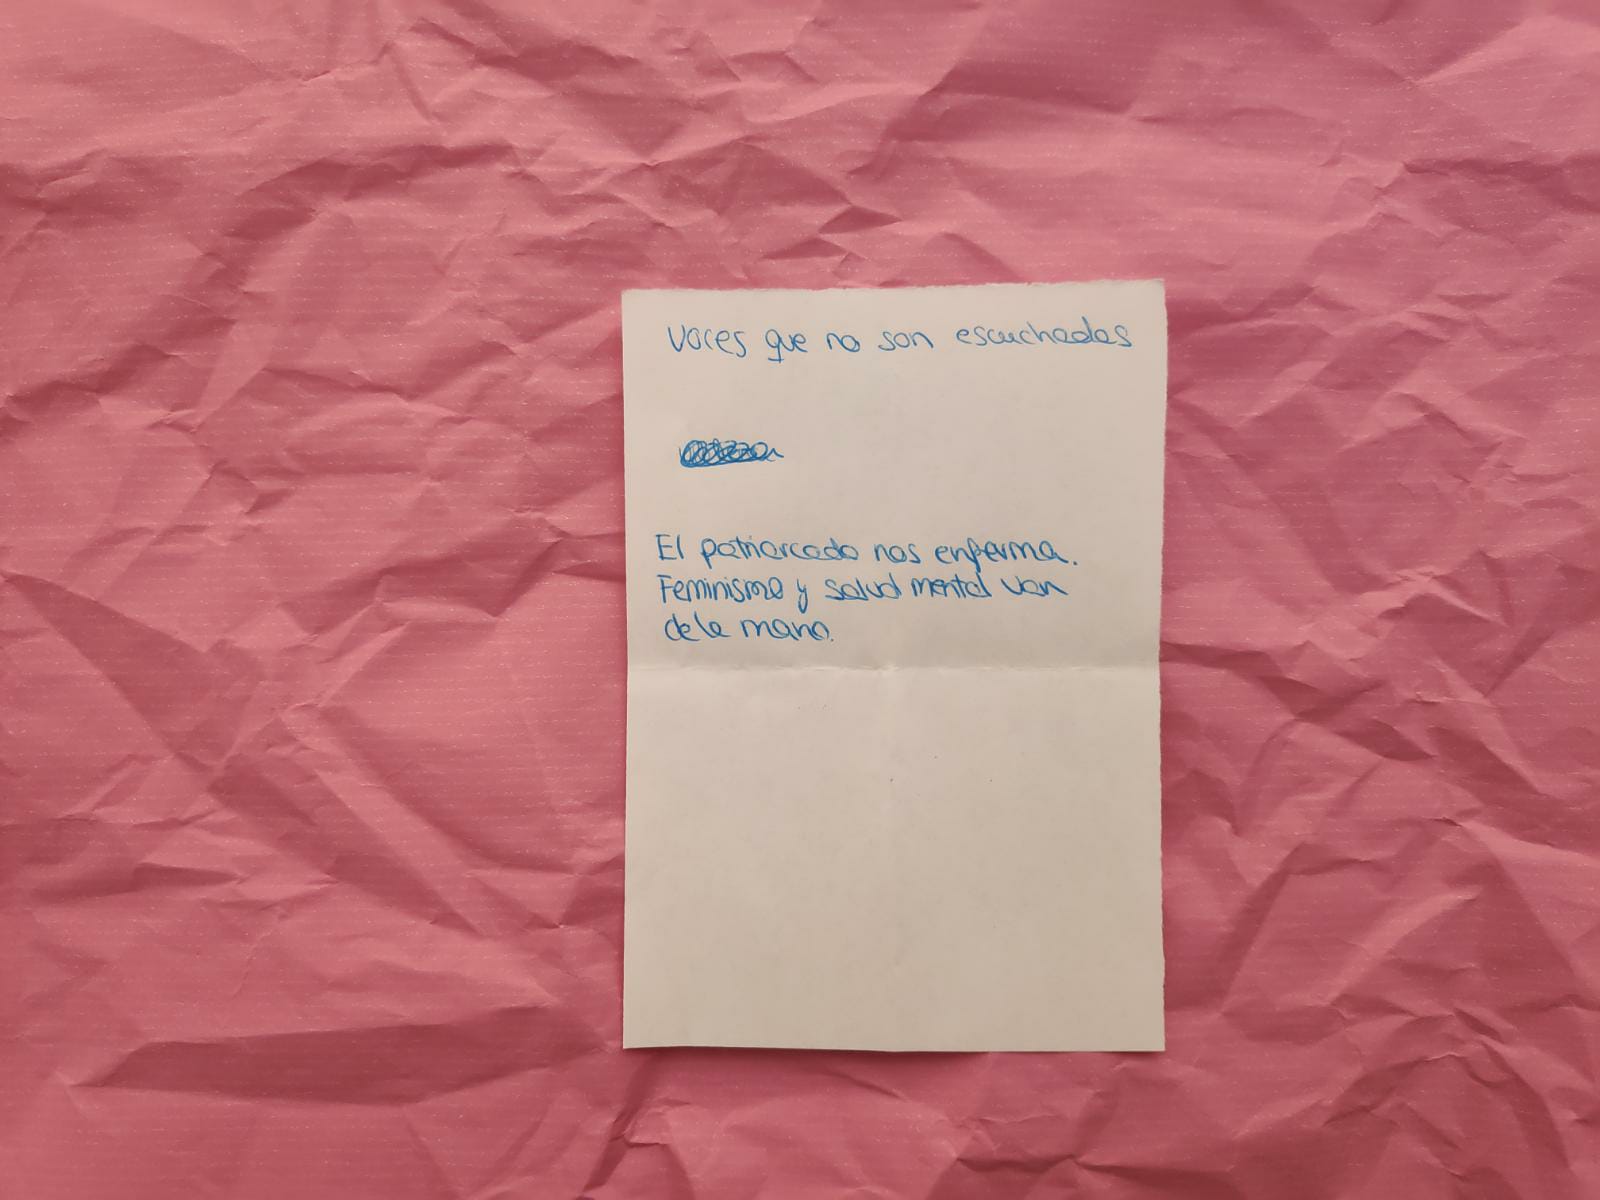 Voces que no son escuchadas
El patriarcado nos enferma.
Feminismo y salud mental van
de la mano.